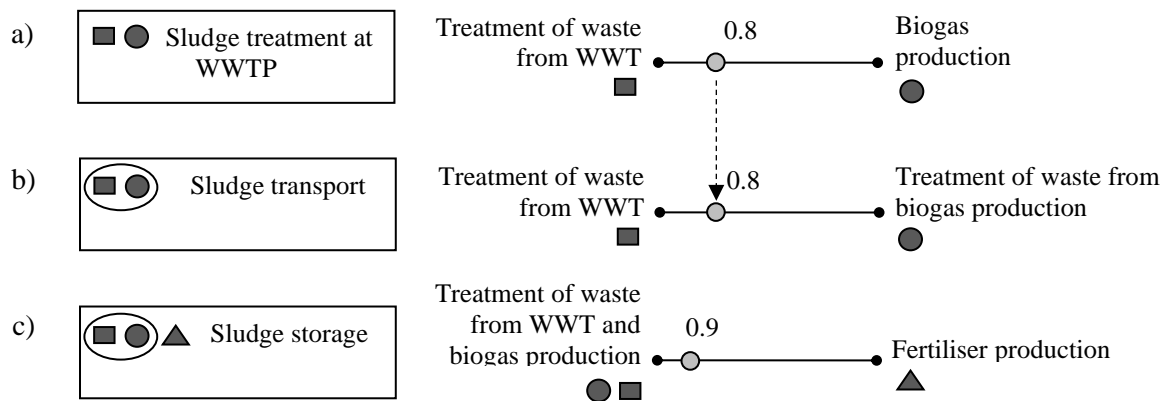 a)
Sludge treatment at
WWTP
Treatment of waste
from WWT
0.8
Biogas
production
b)
Sludge transport
Treatment of waste
from WWT
0.8
Treatment of waste from
biogas production
c)
Sludge storage
Treatment of waste
from WWT and
biogas production
0.9
Fertiliser production